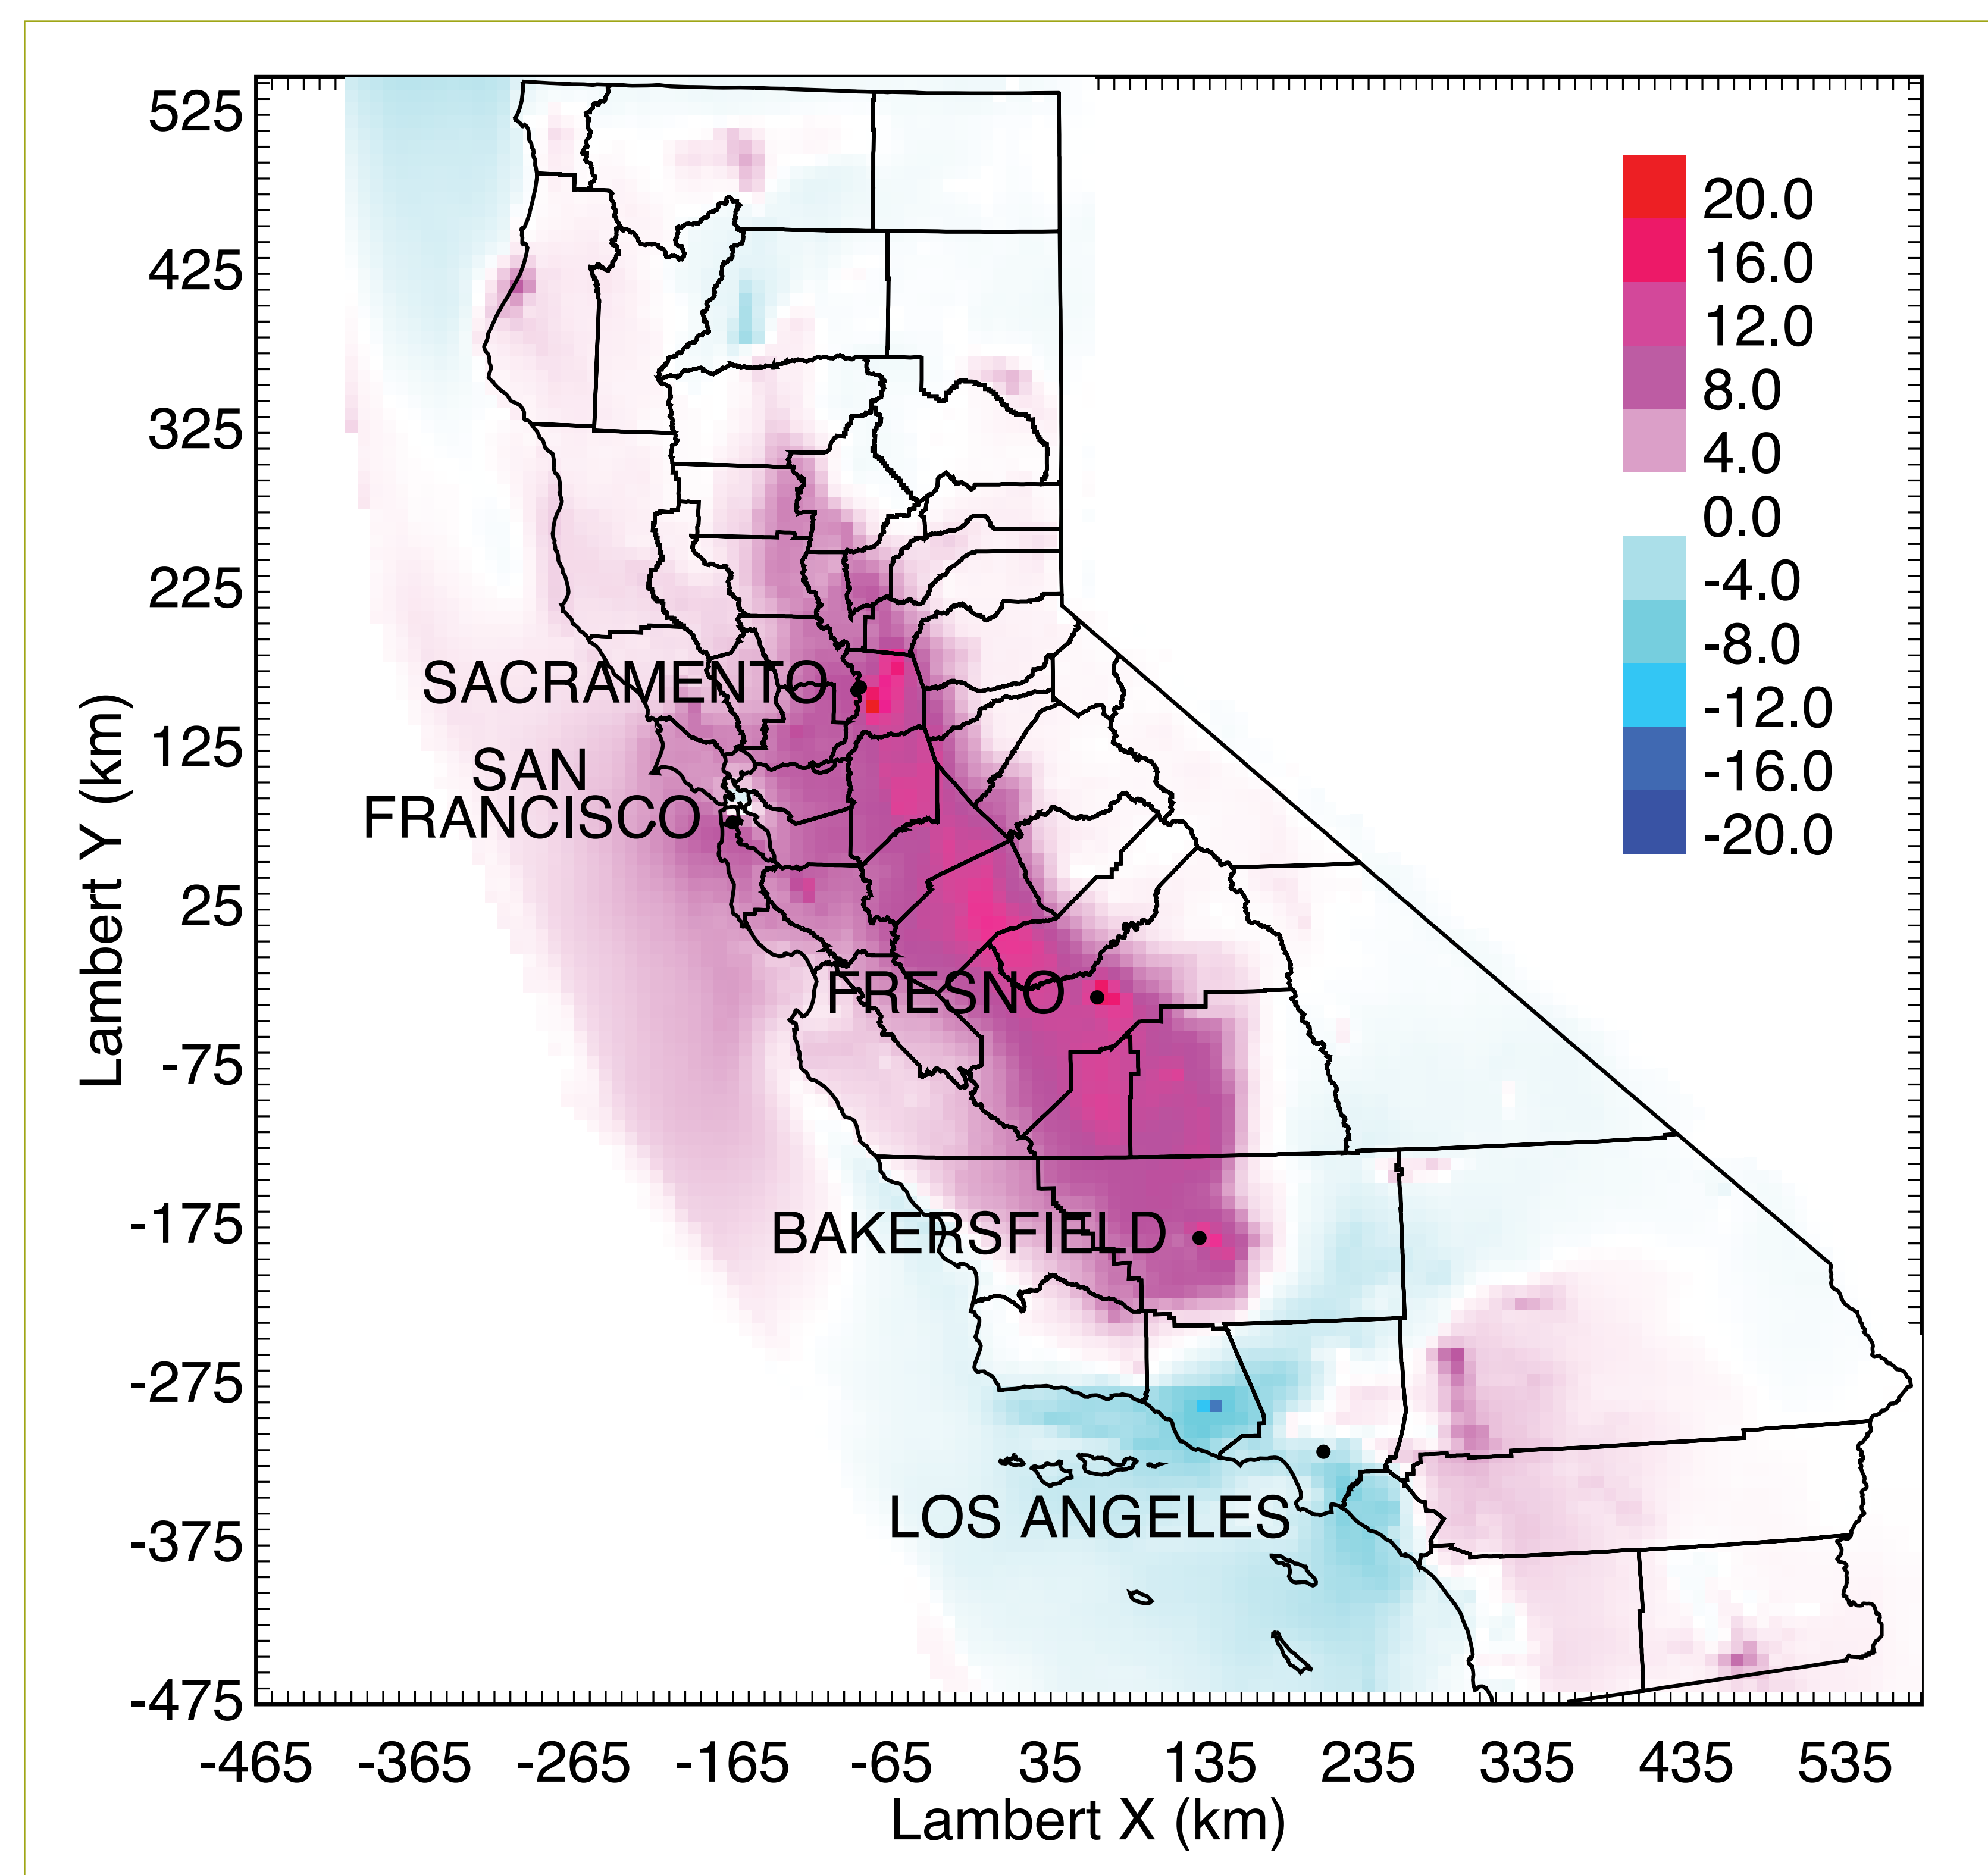 525
425
325
225
125
25
-75
-175
-275
-375
-475
Lambert Y (km)
-465 -365 -265 -165 -65 35 135 235 335 435 535
Lambert X (km)
SACRAMENTO
SAN
FRANCISCO
FRESNO
BAKERSFIELD
LOS ANGELES
20.0
16.0
12.0
8.0
4.0
0.0
-4.0
-8.0
-12.0
-16.0
-20.0